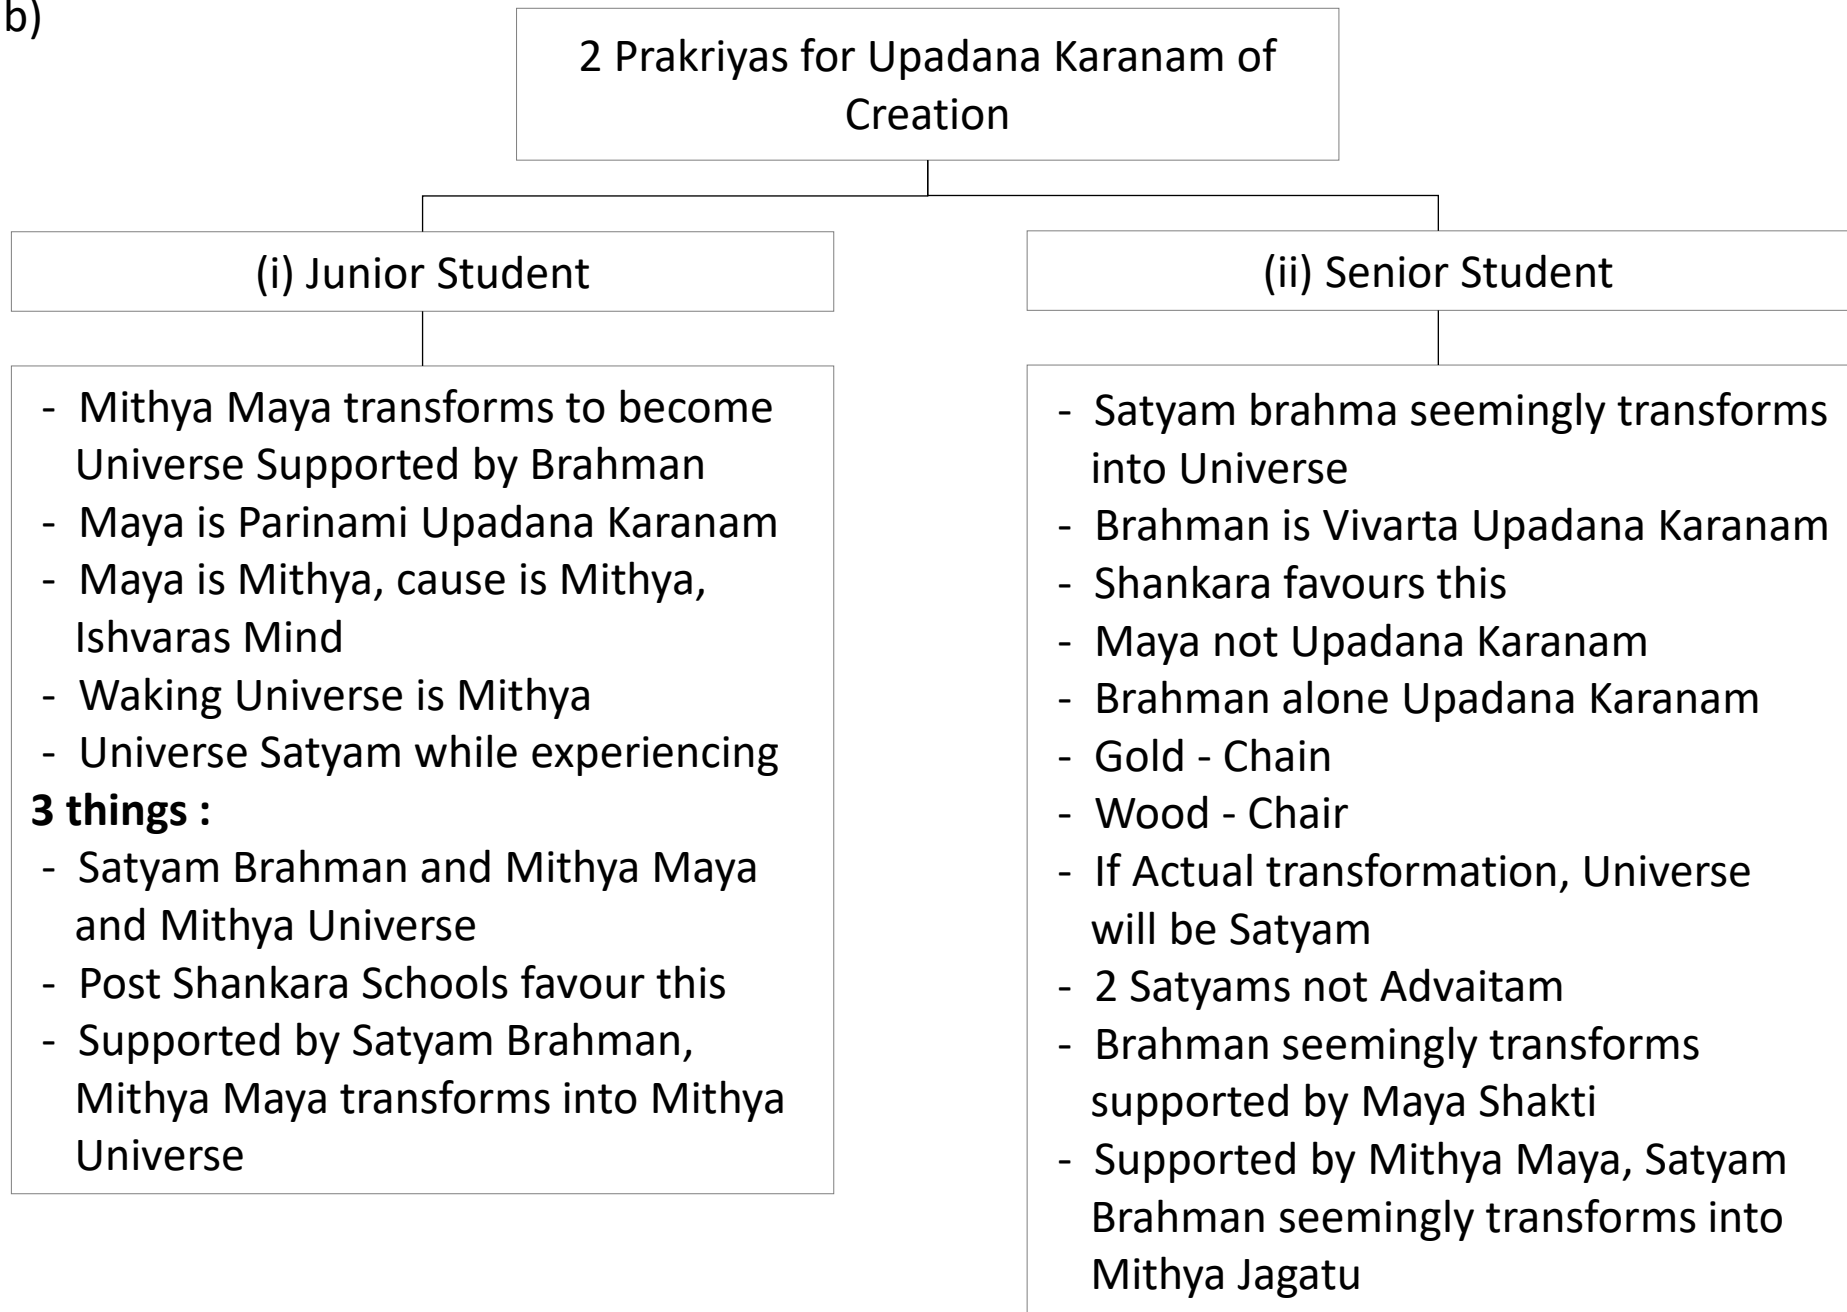 b)
2 Prakriyas for Upadana Karanam of
Creation
(i) Junior Student
- Mithya Maya transforms to become
Universe Supported by Brahman
- Maya is Parinami Upadana Karanam
- Maya is Mithya, cause is Mithya,
Ishvaras Mind
- Waking Universe is Mithya
- Universe Satyam while experiencing
3 things :
- Satyam Brahman and Mithya Maya
and Mithya Universe
- Post Shankara Schools favour this
- Supported by Satyam Brahman,
Mithya Maya transforms into Mithya
Universe
(ii) Senior Student
- Satyam brahma seemingly transforms
into Universe
- Brahman is Vivarta Upadana Karanam
- Shankara favours this
- Maya not Upadana Karanam
- Brahman alone Upadana Karanam
- Gold - Chain
- Wood - Chair
- If Actual transformation, Universe
will be Satyam
- 2 Satyams not Advaitam
- Brahman seemingly transforms
supported by Maya Shakti
- Supported by Mithya Maya, Satyam
Brahman seemingly transforms into
Mithya Jagatu